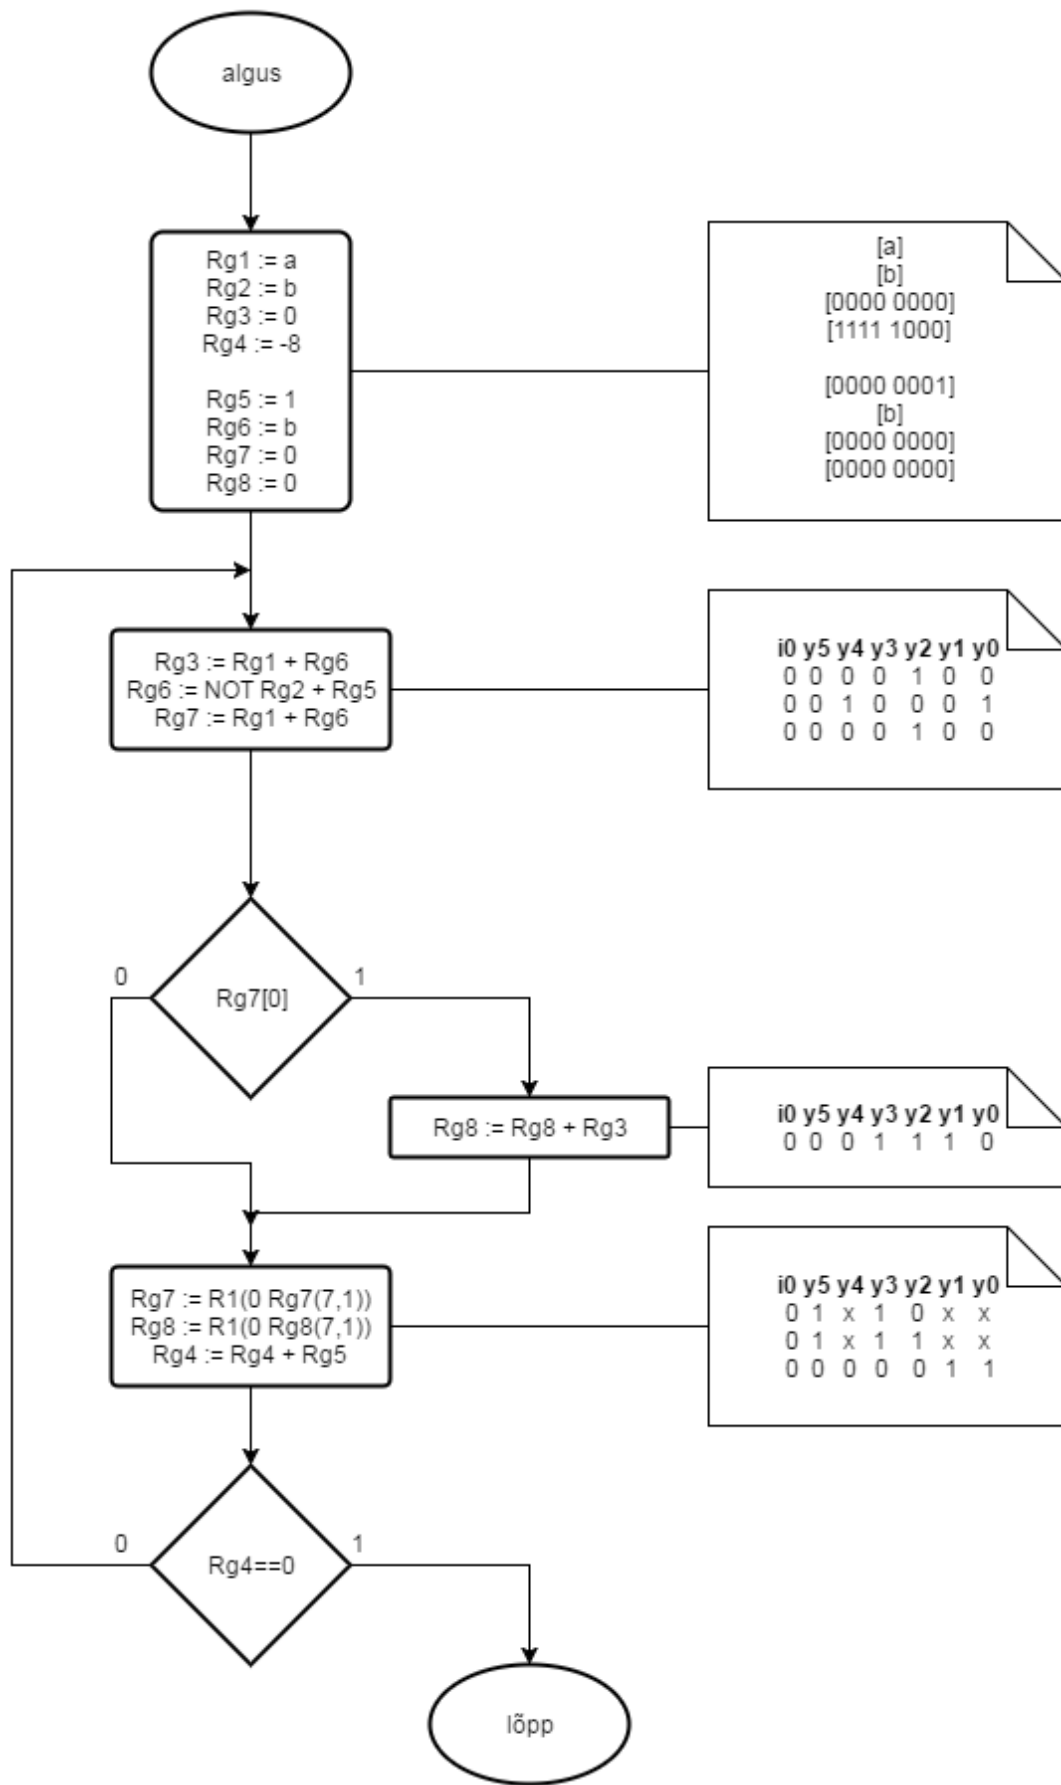 algus
Rg1 := a
Rg2 := b
Rg3 := 0
Rg4 := -8
Rg5 := 1
Rg6 := b
Rg7 := 0
Rg8 := 0
[a]
[b]
[0000 0000]
[1111 1000]
[0000 0001]
[b]
[0000 0000]
[0000 0000]
Rg3 := Rg1 + Rg6
Rg6 := NOT Rg2 + Rg5
Rg7 := Rg1 + Rg6
i0 y5 y4 y3 y2 y1 y0
0 0 0 0 1 0 0
0 0 1 0 0 0 1
0 0 0 0 1 0 0
0
1
Rg7[0]
Rg8 := Rg8 + Rg3
i0 y5 y4 y3 y2 y1 y0
0 0 0 1 1 1 0
Rg7 := R1(0 Rg7(7,1))
Rg8 := R1(0 Rg8(7,1))
Rg4 := Rg4 + Rg5
i0 y5 y4 y3 y2 y1 y0
0 1 x 1 0 x x
0 1 x 1 1 x x
0 0 0 0 0 1 1
0
1
Rg4==0
lõpp